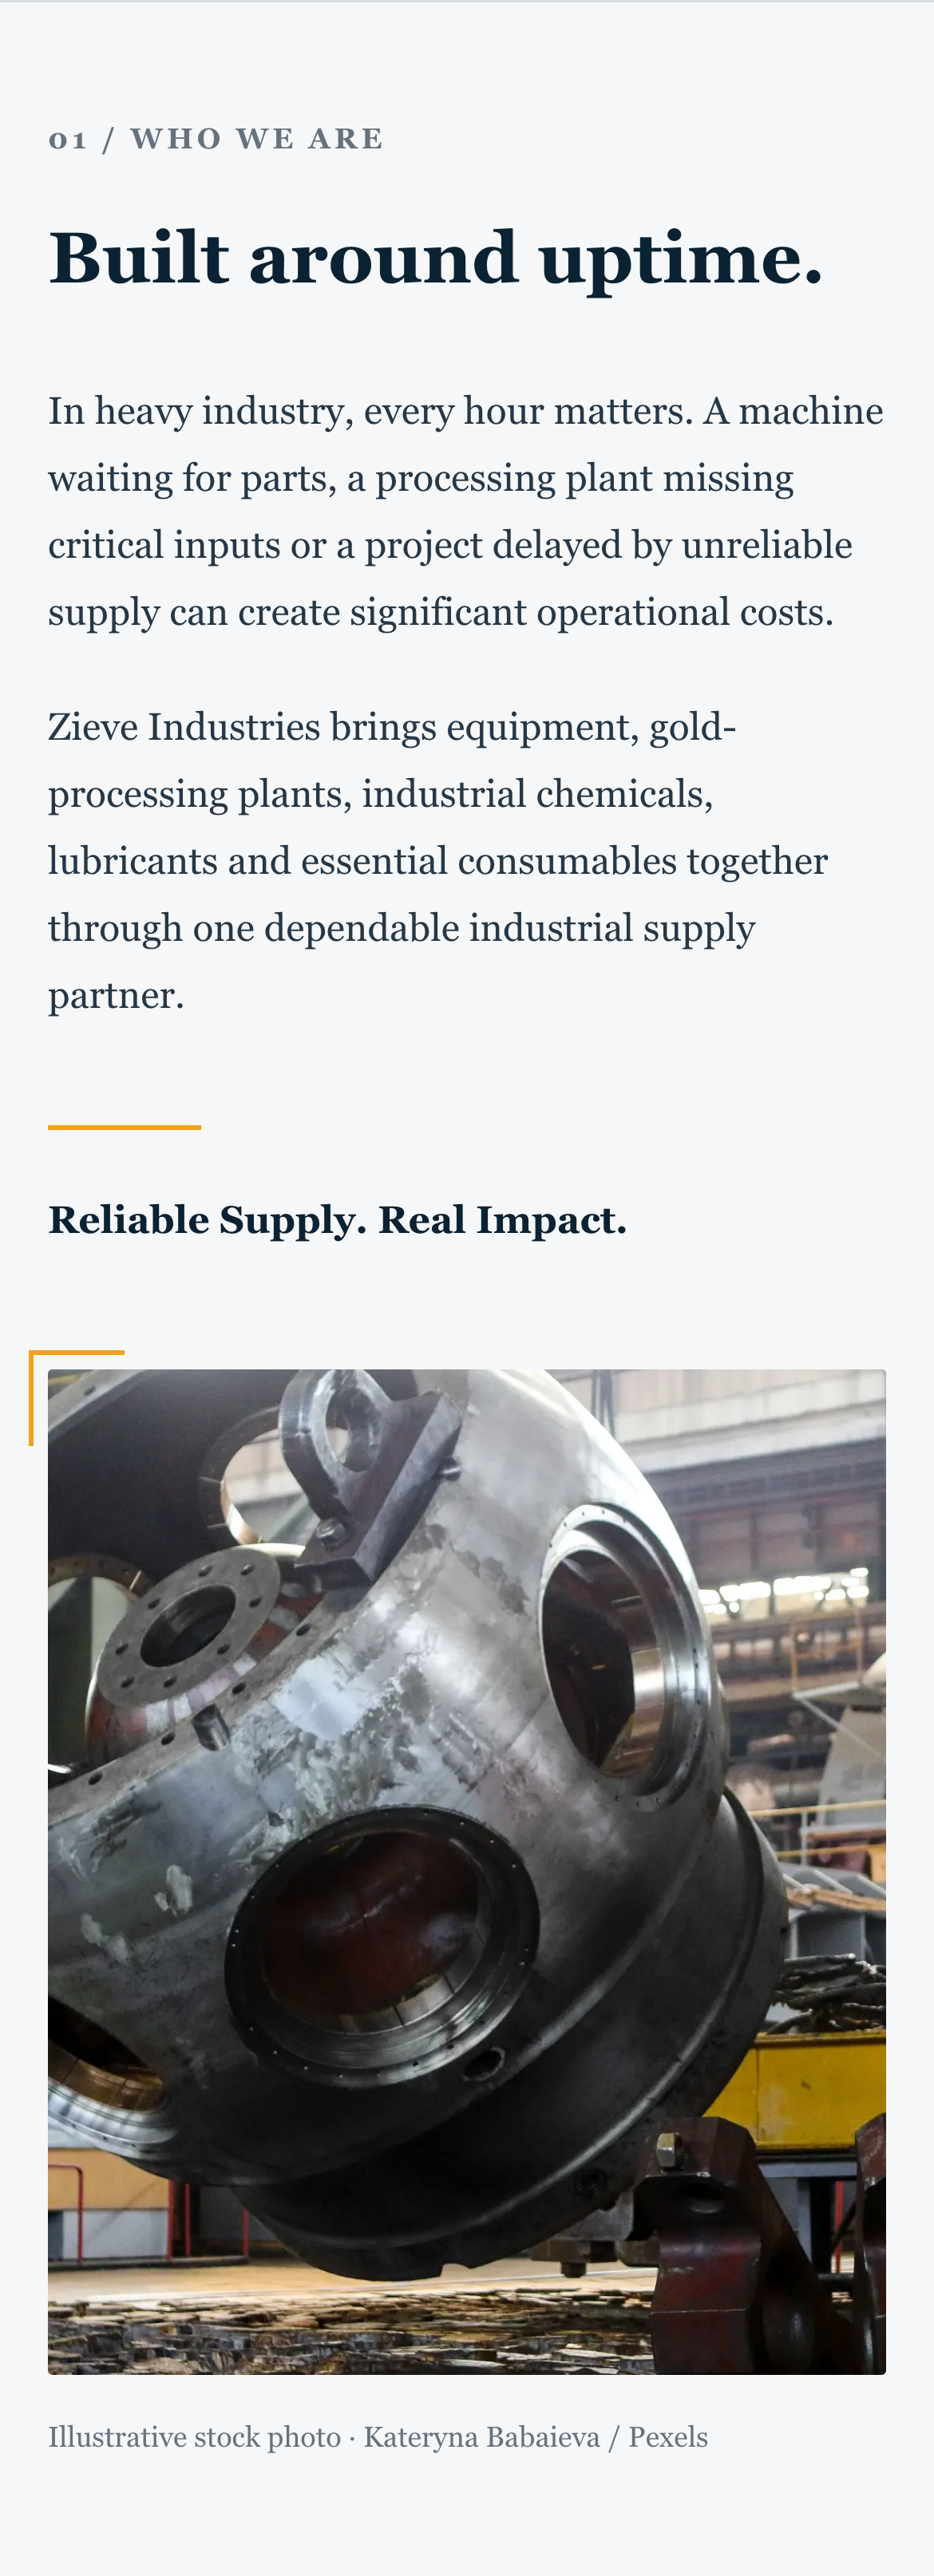 01 / WHO WE ARE
Built around uptime.
In heavy industry, every hour matters. A machine
waiting for parts, a processing plant missing
critical inputs or a project delayed by unreliable
supply can create significant operational costs.
Zieve Industries brings equipment, gold-
processing plants, industrial chemicals,
lubricants and essential consumables together
through one dependable industrial supply
partner.
Reliable Supply. Real Impact.
Illustrative stock photo · Kateryna Babaieva / Pexels